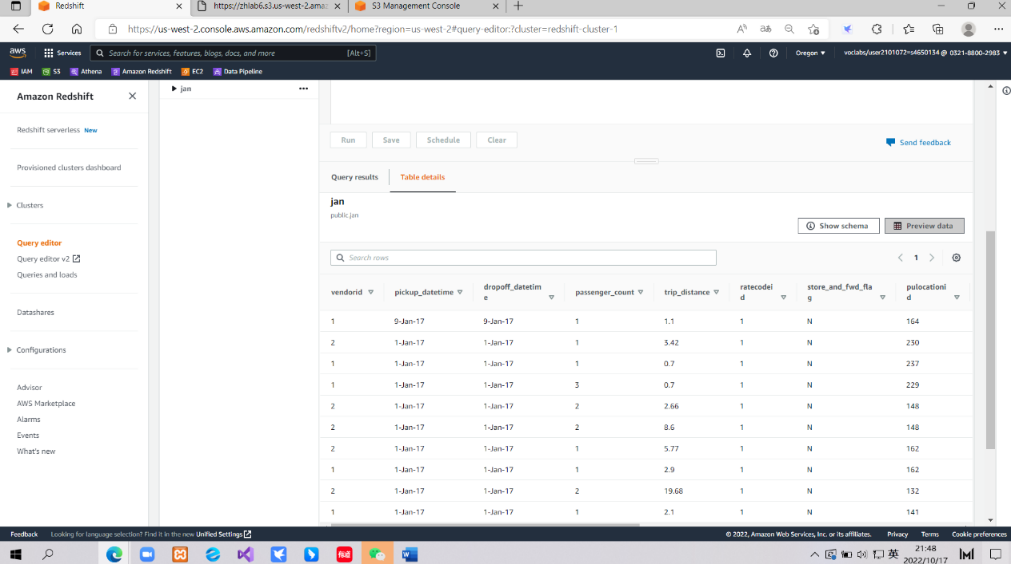 Redshift
https://zhlab6.s3.us-west-2.amaz
S3 Management Console
https://us-west-2.console.aws.amazon.com/redshiftv2/home?region=us-west-2#query-editor:?cluster=redshift-cluster-1
aws
Services
Search for services, features, blogs, docs, and more
[Alt+S]
Oregon
voclabs/user2101072=s4650134 @ 0321-8800-2983
IAM
S3
Athena
Amazon Redshift
EC2
Data Pipeline
Amazon Redshift
Redshift serverless New
Provisioned clusters dashboard
Clusters
Query editor
Query editor v2
Queries and loads
Datashares
Configurations
Advisor
AWS Marketplace
Alarms
Events
What's new
jan
Run
Save
Schedule
Clear
Send feedback
Query results
Table details
jan
public.jan
Show schema
Preview data
Search rows
1
vendorid pickup_datetime dropoff_datetime passenger_count trip_distance ratecodeid store_and_fwd_flag pulocationid
1 9-Jan-17 9-Jan-17 1 1.1 1 N 164
2 1-Jan-17 1-Jan-17 1 3.42 1 N 230
1 1-Jan-17 1-Jan-17 1 0.7 1 N 237
1 1-Jan-17 1-Jan-17 3 0.7 1 N 229
2 1-Jan-17 1-Jan-17 2 2.66 1 N 148
2 1-Jan-17 1-Jan-17 2 8.6 1 N 148
2 1-Jan-17 1-Jan-17 1 5.77 1 N 162
1 1-Jan-17 1-Jan-17 1 2.9 1 N 162
2 1-Jan-17 1-Jan-17 2 19.68 1 N 132
1 1-Jan-17 1-Jan-17 1 2.1 1 N 141
Feedback
Looking for language selection? Find it in the new Unified Settings
© 2022, Amazon Web Services, Inc. or its affiliates.
Privacy
Terms
Cookie preferences
英
21:48
2022/10/17